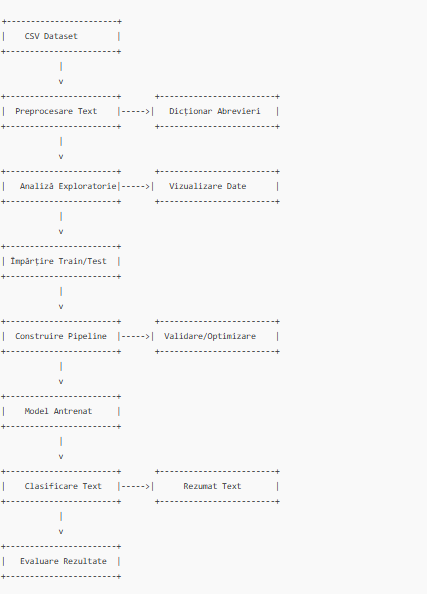 CSV Dataset
Preprocesare Text Dicționar Abrevieri
Analiză Exploratorie Vizualizare Date
Împărțire Train/Test
Construire Pipeline Validare/Optimizare
Model Antrenat
Clasificare Text Rezumat Text
Evaluare Rezultate